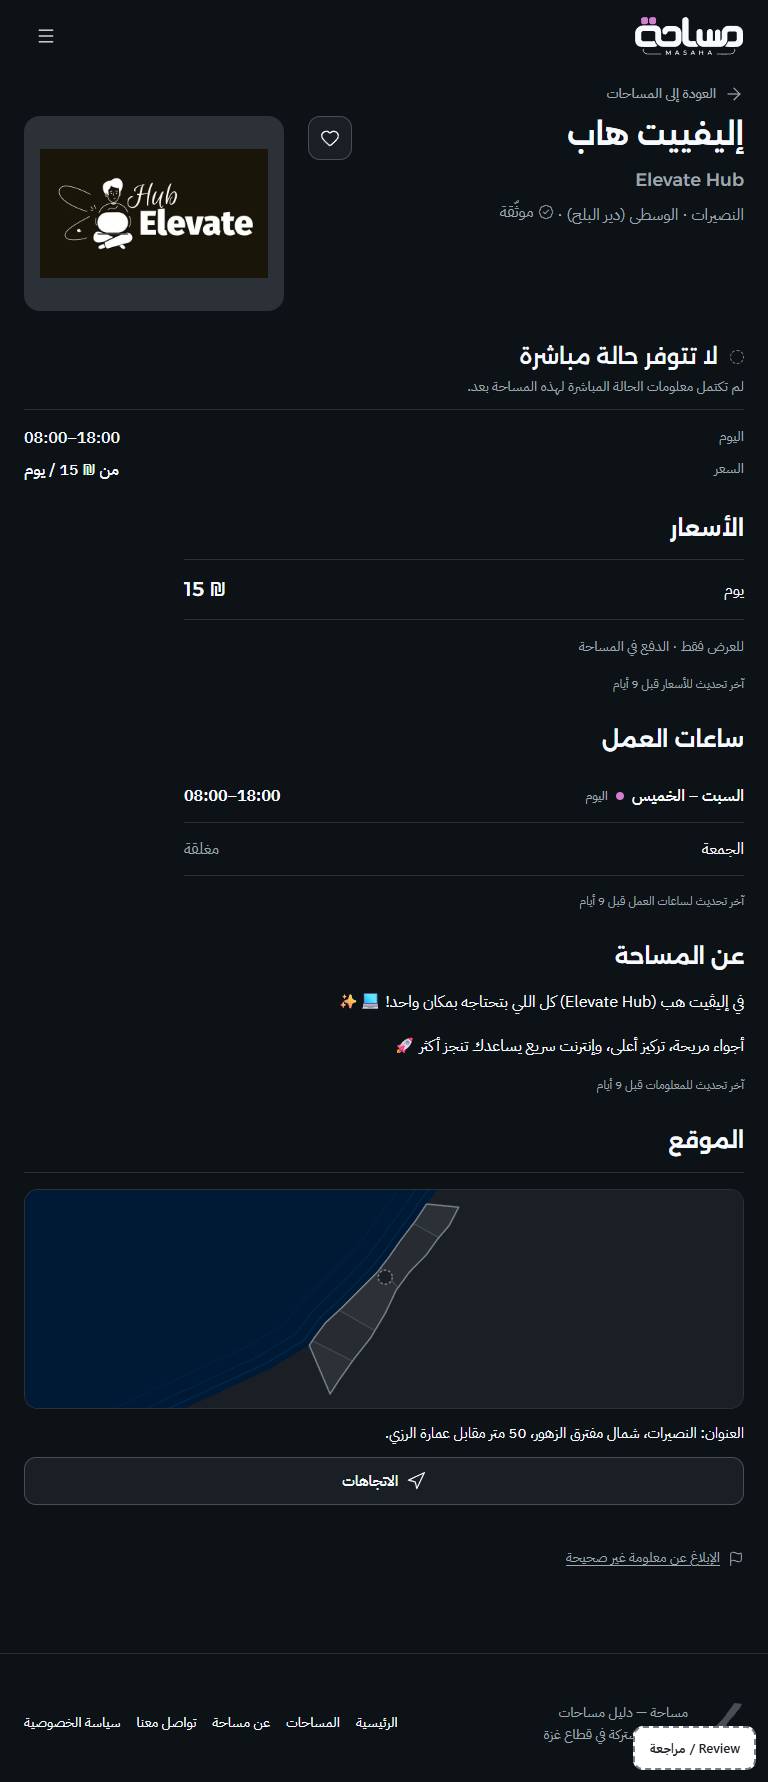 مساحة
MASAHA
العودة إلى المساحات
إليفييت هاب
Elevate Hub
النصيرات · الوسطى (دير البلح) · موثّقة
Hub
Elevate
لا تتوفر حالة مباشرة
لم تكتمل معلومات الحالة المباشرة لهذه المساحة بعد.
اليوم 08:00–18:00
السعر من ₪ 15 / يوم
الأسعار
يوم ₪ 15
للعرض فقط · الدفع في المساحة
آخر تحديث للأسعار قبل 9 أيام
ساعات العمل
السبت – الخميس اليوم 08:00–18:00
الجمعة مغلقة
آخر تحديث لساعات العمل قبل 9 أيام
عن المساحة
في إليڤيت هب (Elevate Hub) كل اللي بتحتاجه بمكان واحد! 💻 ✨
أجواء مريحة، تركيز أعلى، وإنترنت سريع يساعدك تنجز أكثر 🚀
آخر تحديث للمعلومات قبل 9 أيام
الموقع
العنوان: النصيرات، شمال مفترق الزهور، 50 متر مقابل عمارة الرزي.
الاتجاهات
الإبلاغ عن معلومة غير صحيحة
مساحة — دليل مساحات
تركة في قطاع غزة
الرئيسية المساحات عن مساحة تواصل معنا سياسة الخصوصية
Review / مراجعة